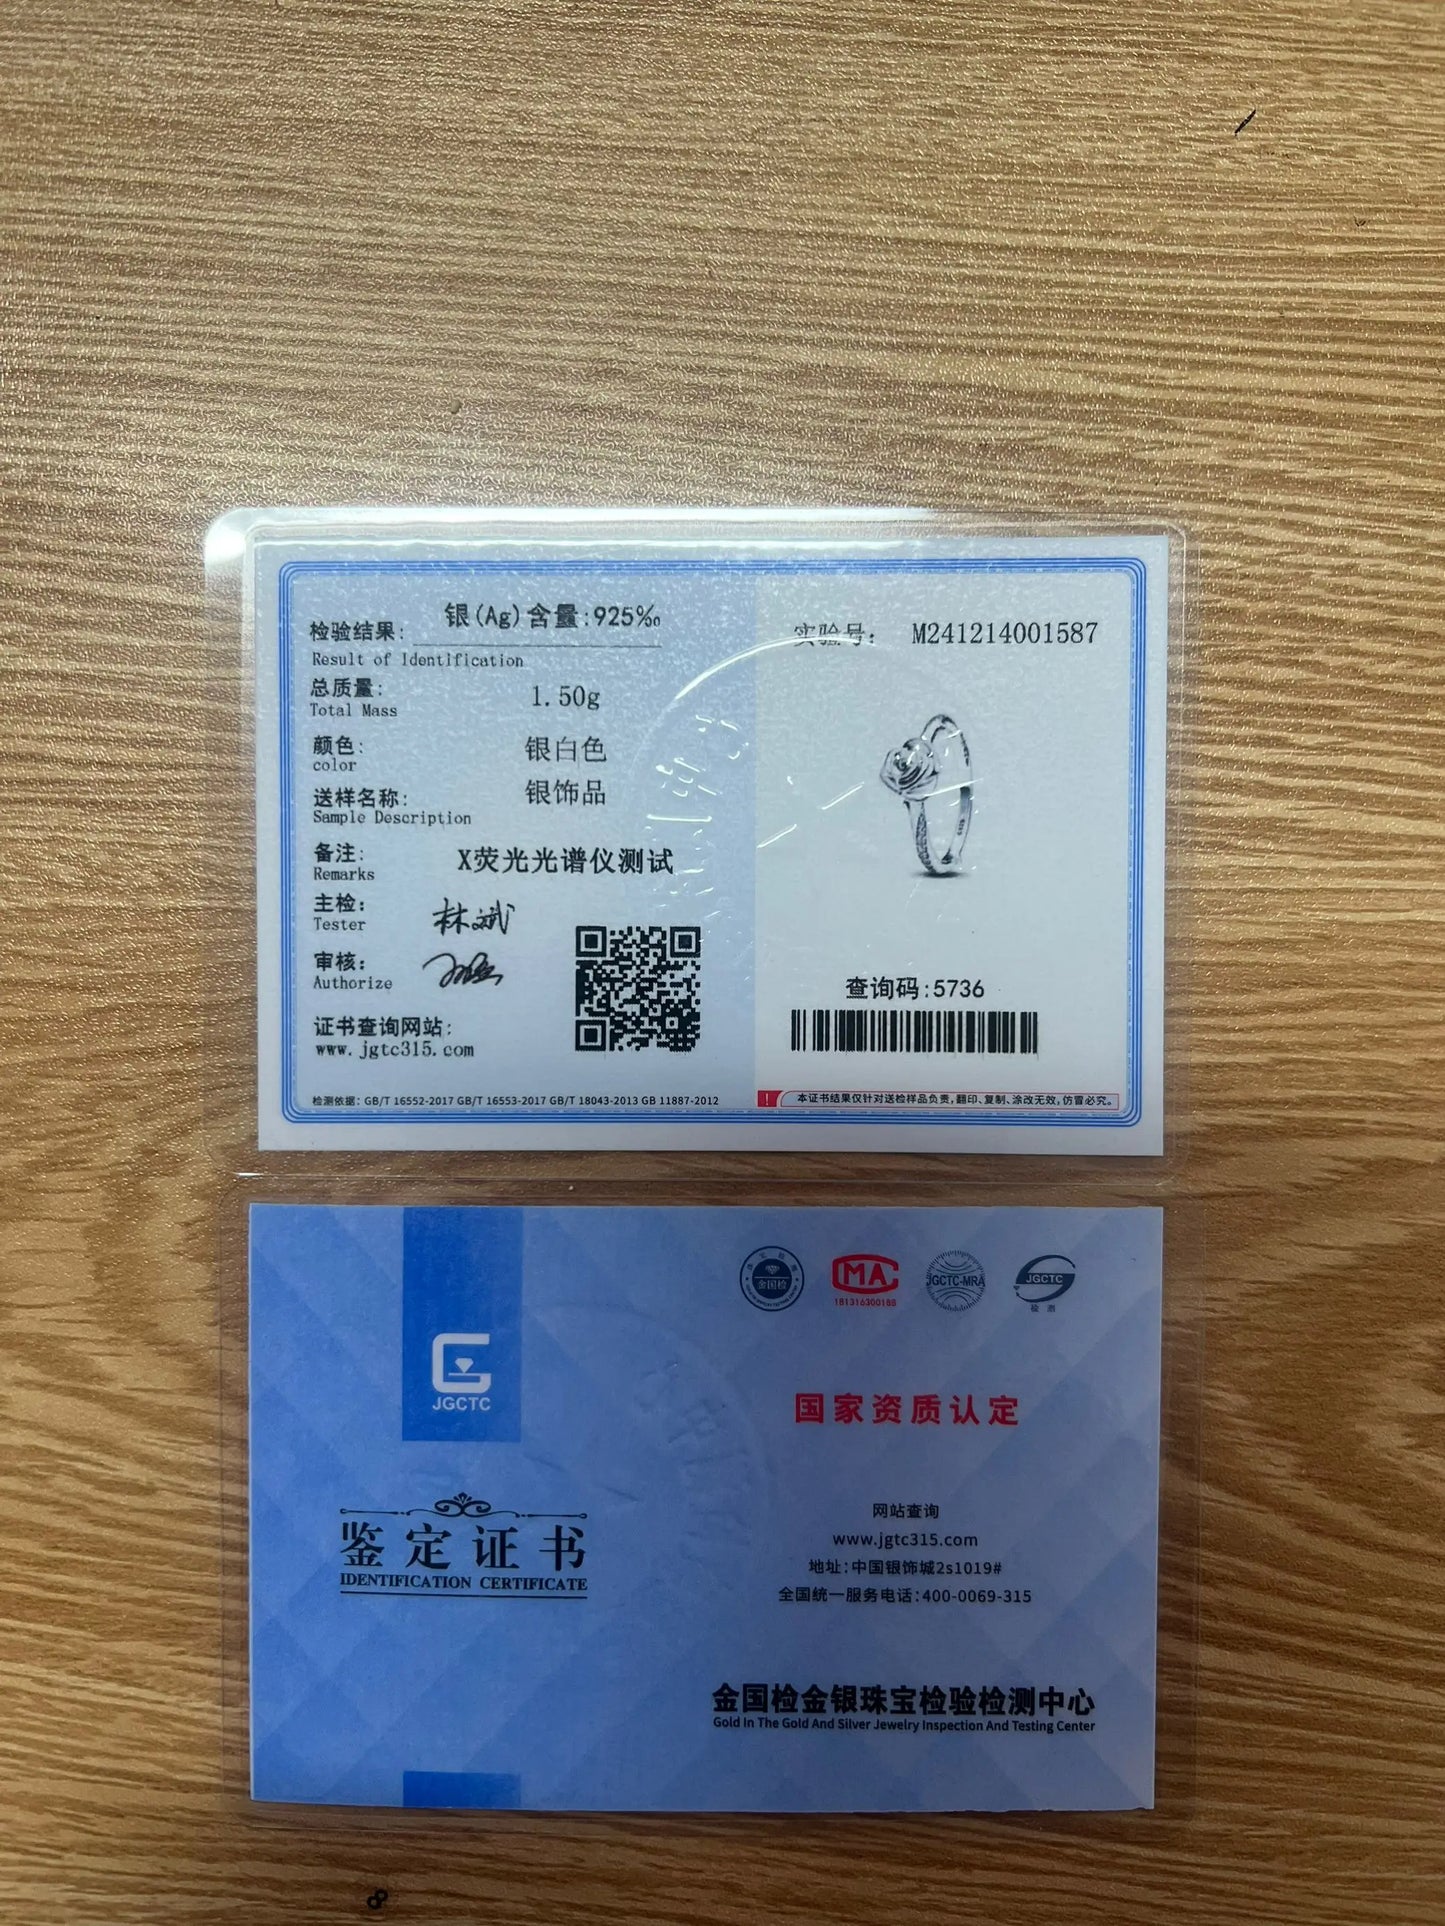 检验结果: 银(Ag)含量:925‰
Result of Identification
总质量: 1.50g
Total Mass
颜色: 银白色
color
送样名称: 银饰品
Sample Description
备注: X荧光光谱仪测试
Remarks
主检: 林斌
Tester
审核:
Authorize
证书查询网站:
www.jgtc315.com
检测依据: GB/T 16552-2017 GB/T 16553-2017 GB/T 18043-2013 GB 11887-2012
实验号: M241214001587
查询码:5736
! 本证书结果仅针对送检样品负责,翻印、复制、涂改无效,仿冒必究。
JGCTC
鉴定证书
IDENTIFICATION CERTIFICATE
金国检
MA
181316300188
JGCTC-MRA
JGCTC
检测
国家资质认定
网站查询
www.jgtc315.com
地址:中国银饰城2s1019#
全国统一服务电话:400-0069-315
金国检金银珠宝检验检测中心
Gold In The Gold And Silver Jewelry Inspection And Testing Center